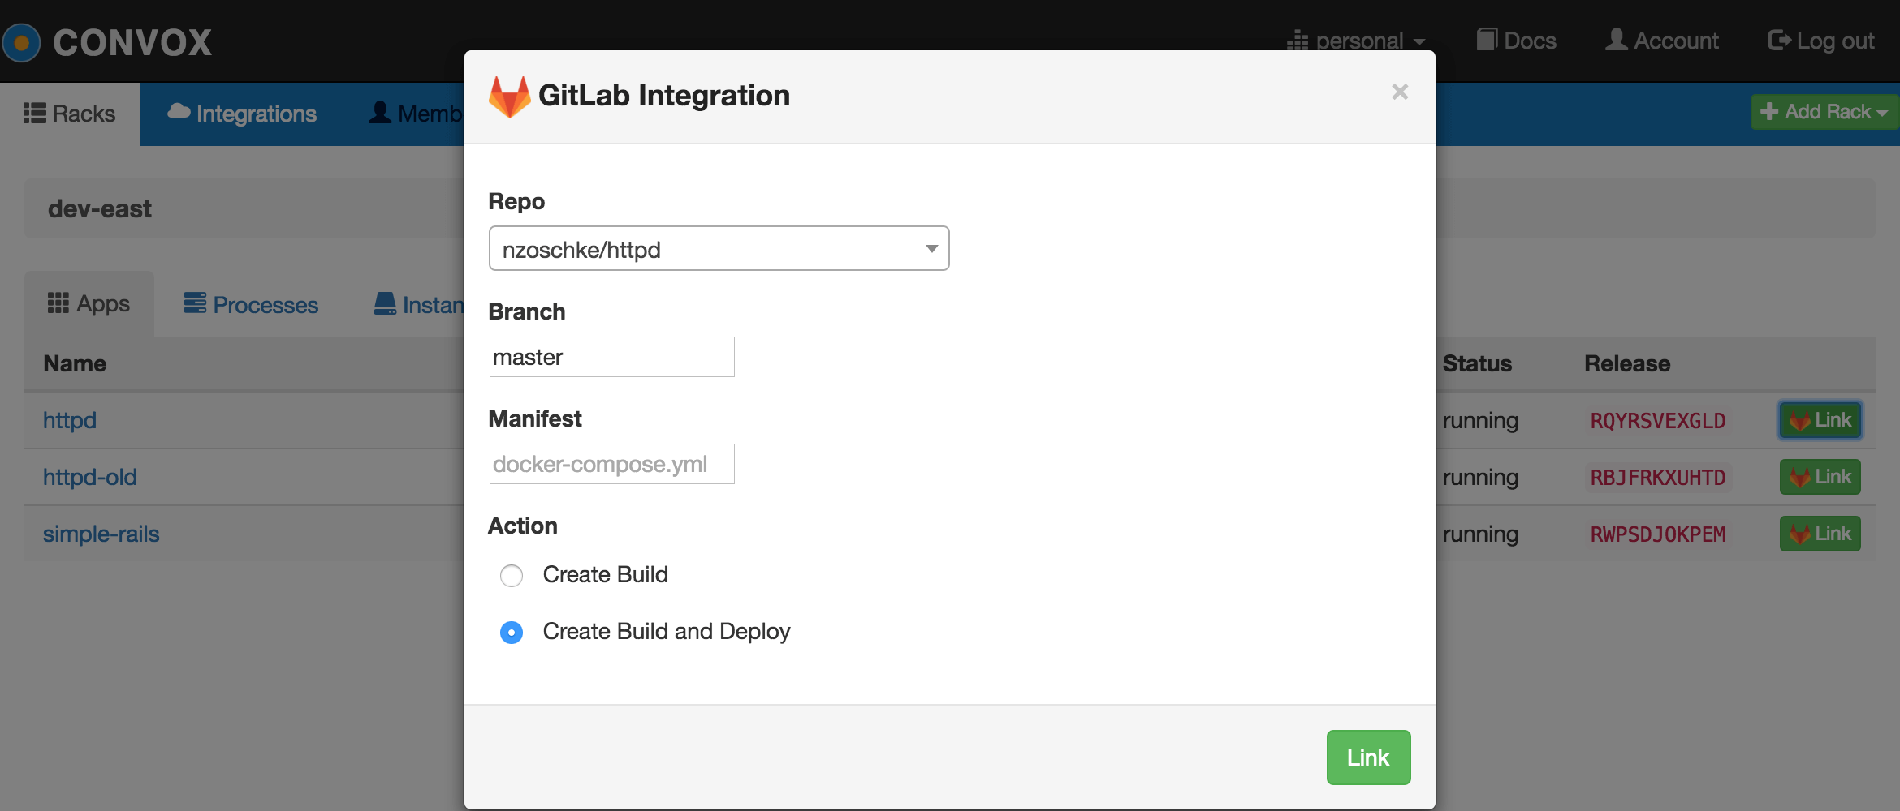 CONVOX
personal
Docs
Account
Log out
Racks
Integrations
Memb
Add Rack
dev-east
Apps
Processes
Instan
Name
Status
Release
httpd
running
RQYRSVEXGLD
Link
httpd-old
running
RBJFRKXUHTD
Link
simple-rails
running
RWPSDJOKPEM
Link
GitLab Integration
×
Repo
nzoschke/httpd
Branch
master
Manifest
docker-compose.yml
Action
Create Build
Create Build and Deploy
Link